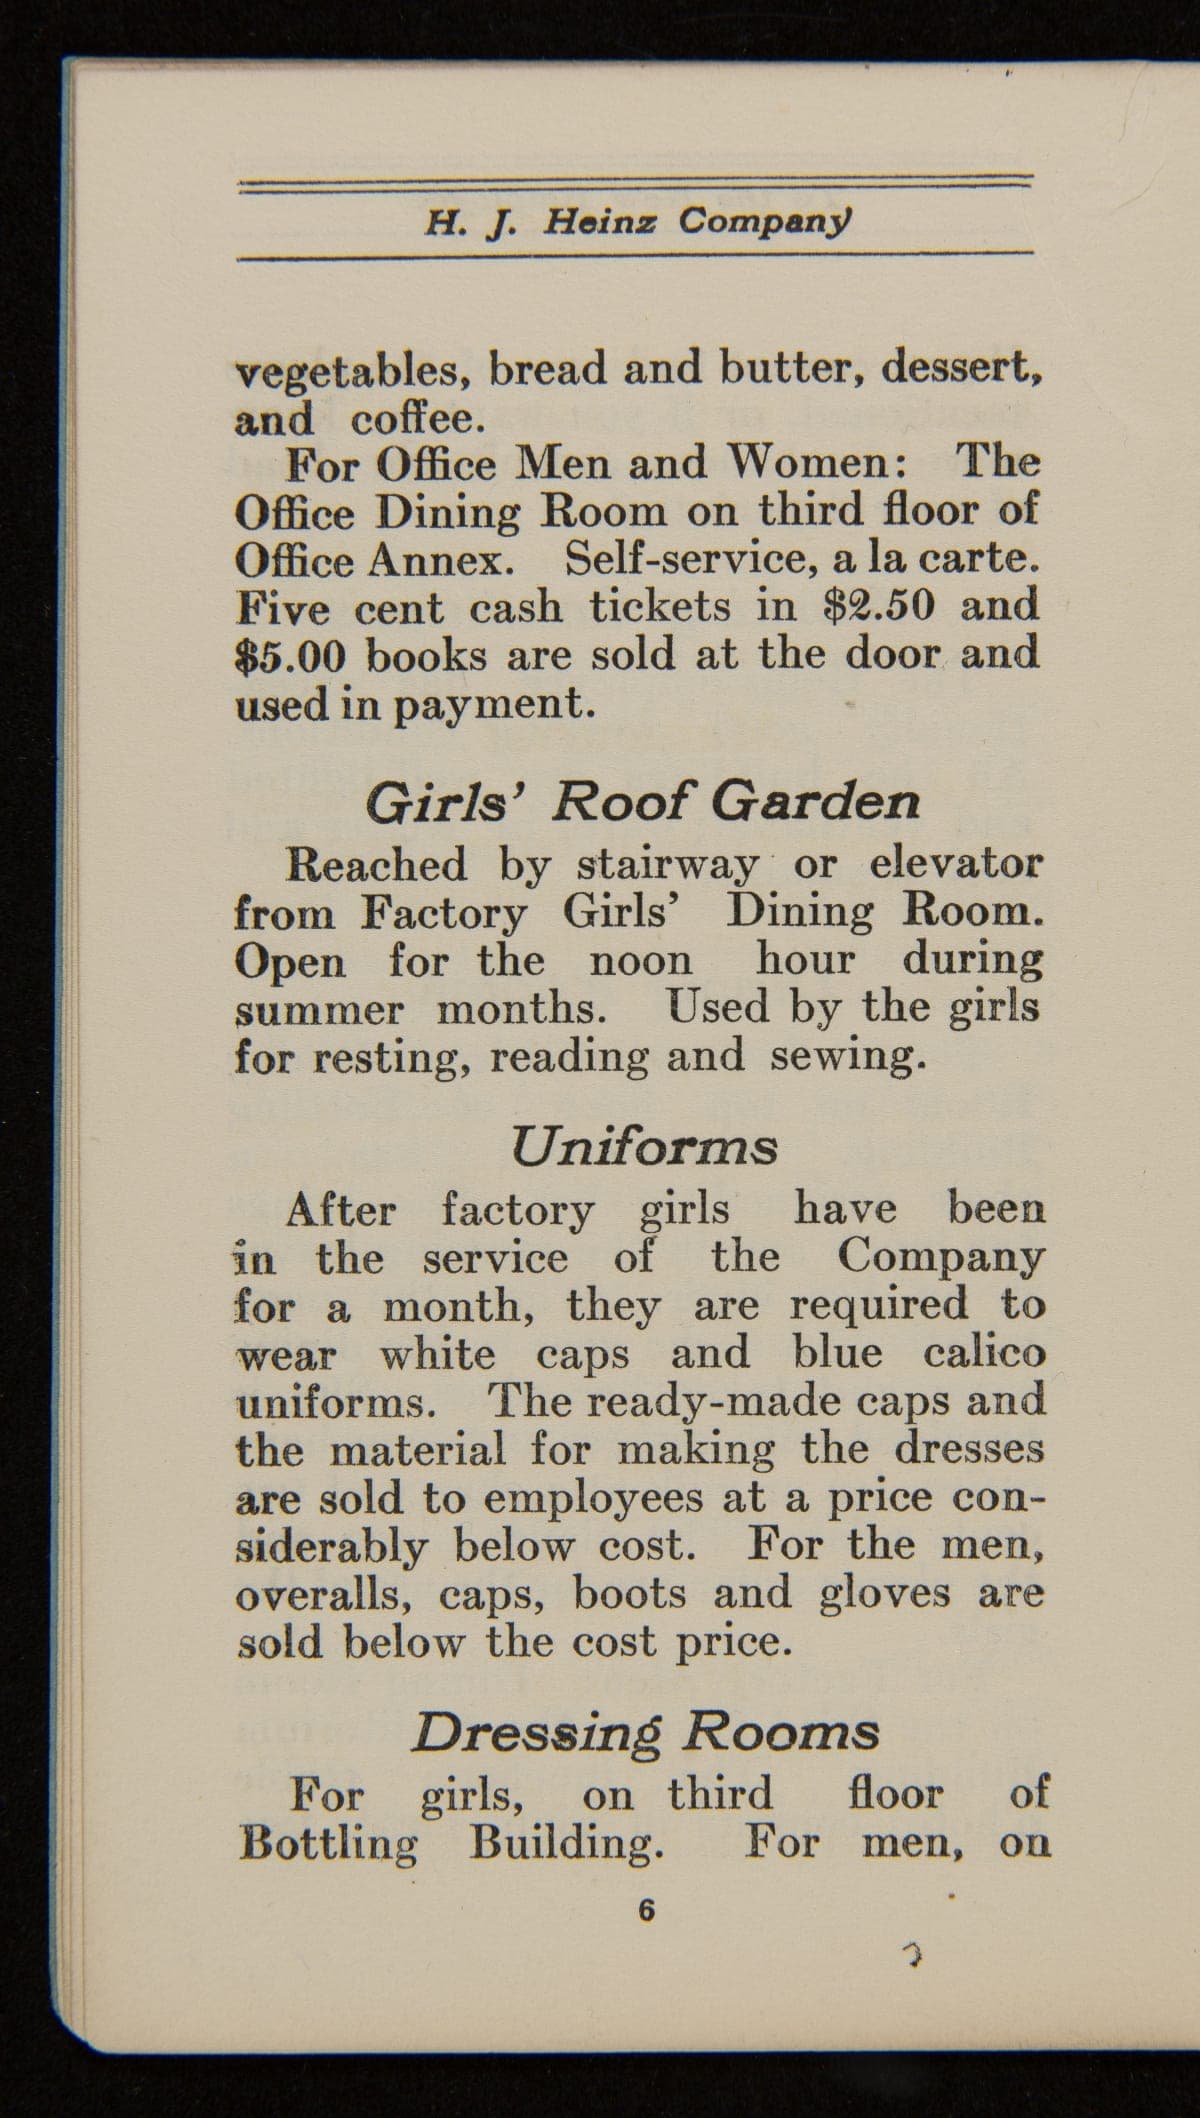 H. J. Heinz Company
vegetables, bread and butter, dessert,
and coffee.
For Office Men and Women: The
Office Dining Room on third floor of
Office Annex. Self-service, a la carte.
Five cent cash tickets in $2.50 and
$5.00 books are sold at the door and
used in payment.
Girls' Roof Garden
Reached by stairway or elevator
from Factory Girls' Dining Room.
Open for the noon hour during
summer months. Used by the girls
for resting, reading and sewing.
Uniforms
After factory girls have been
in the service of the Company
for a month, they are required to
wear white caps and blue calico
uniforms. The ready-made caps and
the material for making the dresses
are sold to employees at a price con-
siderably below cost. For the men,
overalls, caps, boots and gloves are
sold below the cost price.
Dressing Rooms
For girls, on third floor of
Bottling Building. For men, on
6